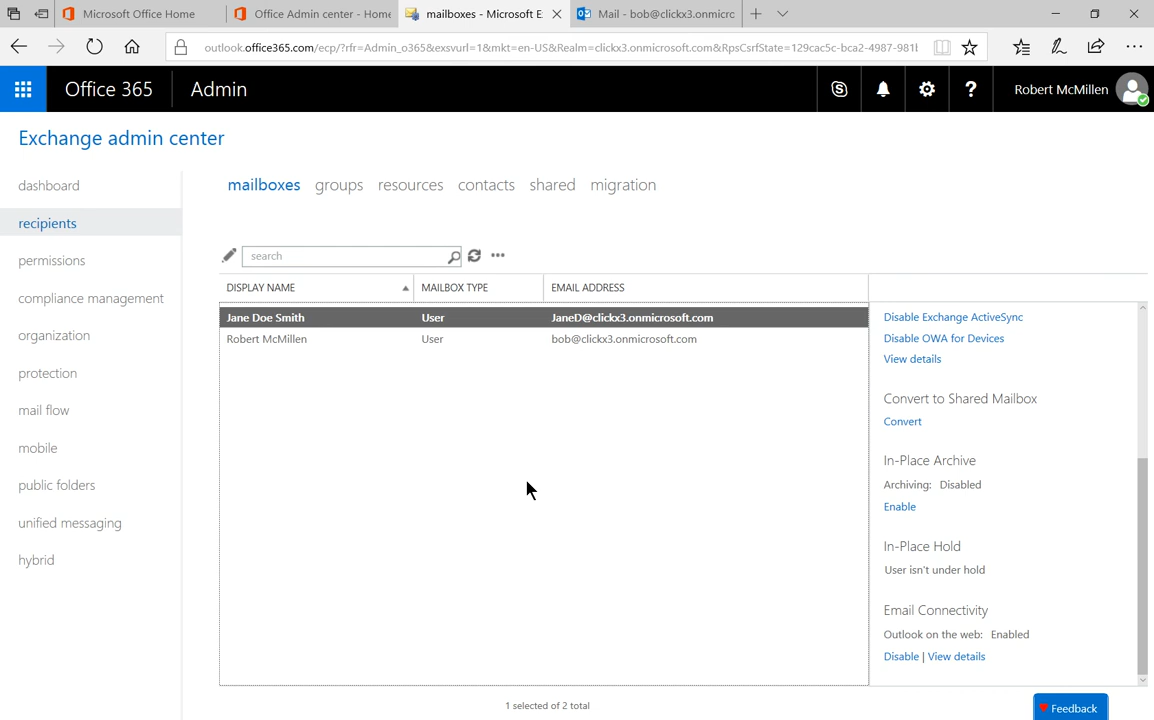 Microsoft Office Home
Office Admin center - Home
mailboxes - Microsoft E
Mail - bob@clickx3.onmicrc
outlook.office365.com/ecp/?rfr=Admin_o365&exsvurl=1&mkt=en-US&Realm=clickx3.onmicrosoft.com&RpsCsrfState=129cac5c-bca2-4987-981b
Office 365
Admin
Robert McMillen
Exchange admin center
dashboard
recipients
permissions
compliance management
organization
protection
mail flow
mobile
public folders
unified messaging
hybrid
mailboxes groups resources contacts shared migration
search
DISPLAY NAME MAILBOX TYPE EMAIL ADDRESS
Jane Doe Smith User JaneD@clickx3.onmicrosoft.com
Robert McMillen User bob@clickx3.onmicrosoft.com
1 selected of 2 total
Disable Exchange ActiveSync
Disable OWA for Devices
View details
Convert to Shared Mailbox
Convert
In-Place Archive
Archiving: Disabled
Enable
In-Place Hold
User isn't under hold
Email Connectivity
Outlook on the web: Enabled
Disable | View details
Feedback